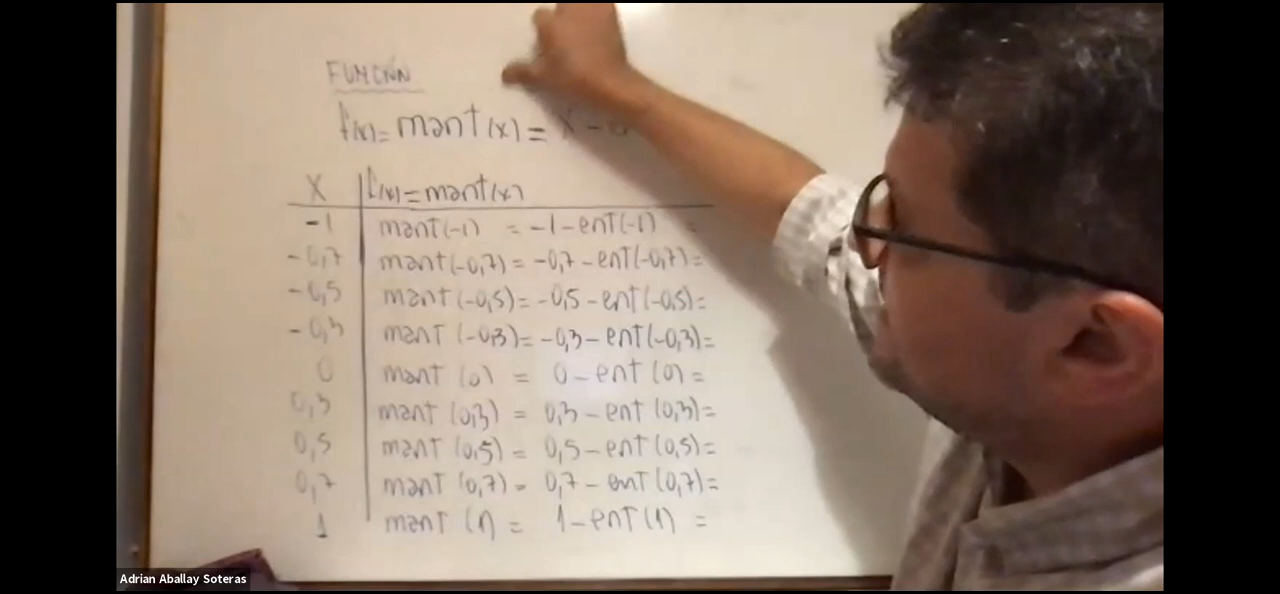 FUNCIÓN
f(x)= mant(x) = x -
X f(x)=mant(x)
-1 mant(-1) = -1-ent(-1) =
-0,7 mant(-0,7) = -0,7-ent(-0,7)=
-0,5 mant(-0,5)= -0,5-ent(-0,5)=
-0,3 mant (-0,3)= -0,3-ent(-0,3)=
0 mant (0) = 0-ent (0) =
0,3 mant (0,3) = 0,3-ent (0,3)=
0,5 mant (0,5) = 0,5-ent (0,5)=
0,7 mant (0,7) = 0,7-ent (0,7)=
1 mant (1) = 1-ent (1) =
Adrian Aballay Soteras